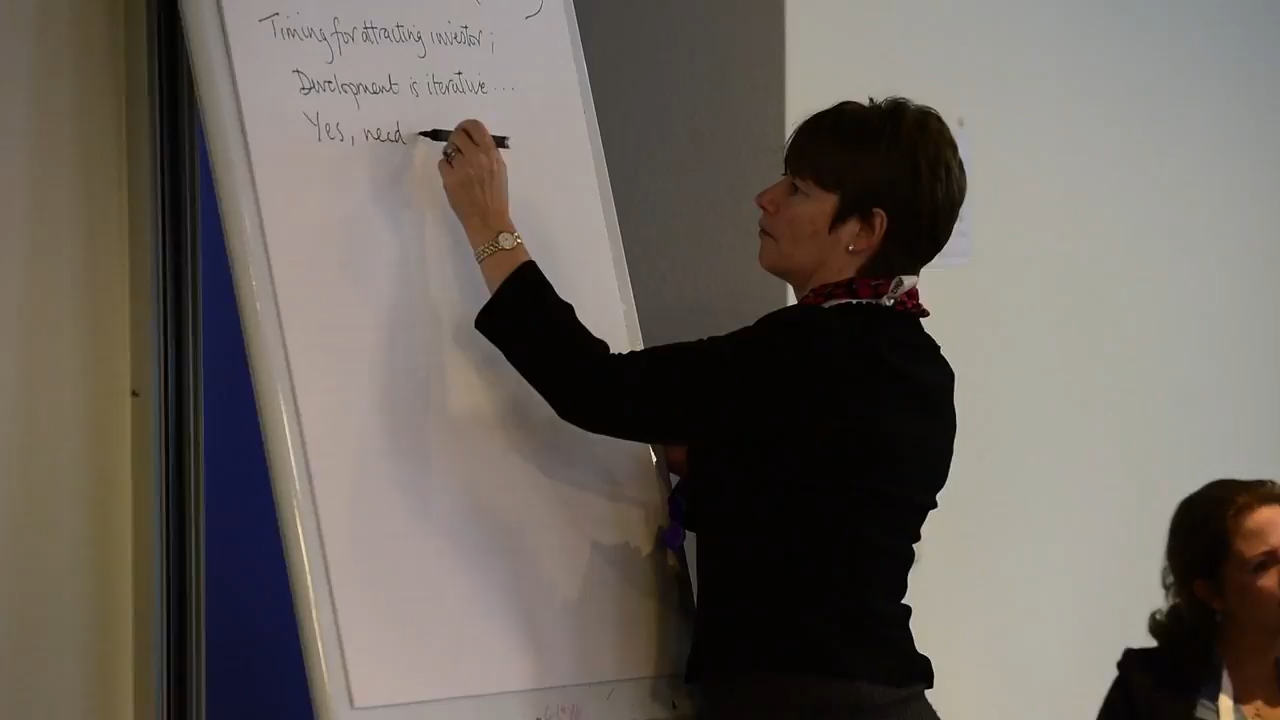 Timing for attracting investor;
Development is iterative...
Yes, need